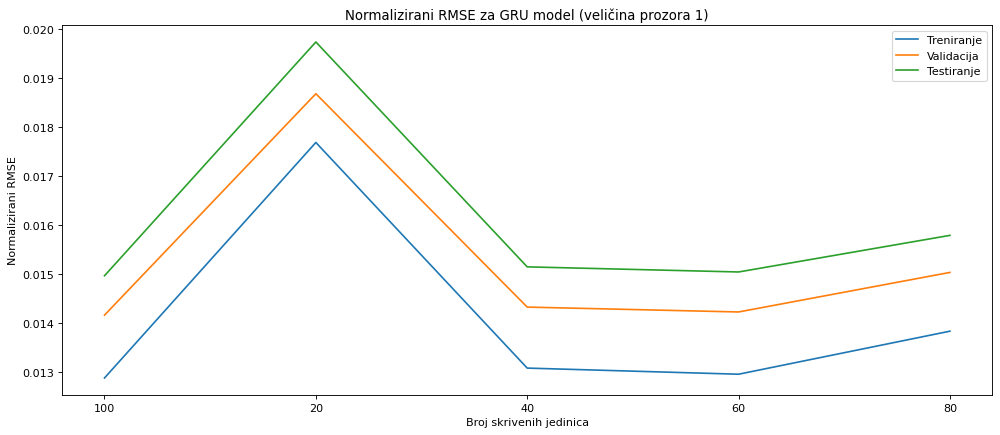 Normalizirani RMSE za GRU model (veličina prozora 1)
Treniranje
Validacija
Testiranje
Normalizirani RMSE
0.020
0.019
0.018
0.017
0.016
0.015
0.014
0.013
100 20 40 60 80
Broj skrivenih jedinica